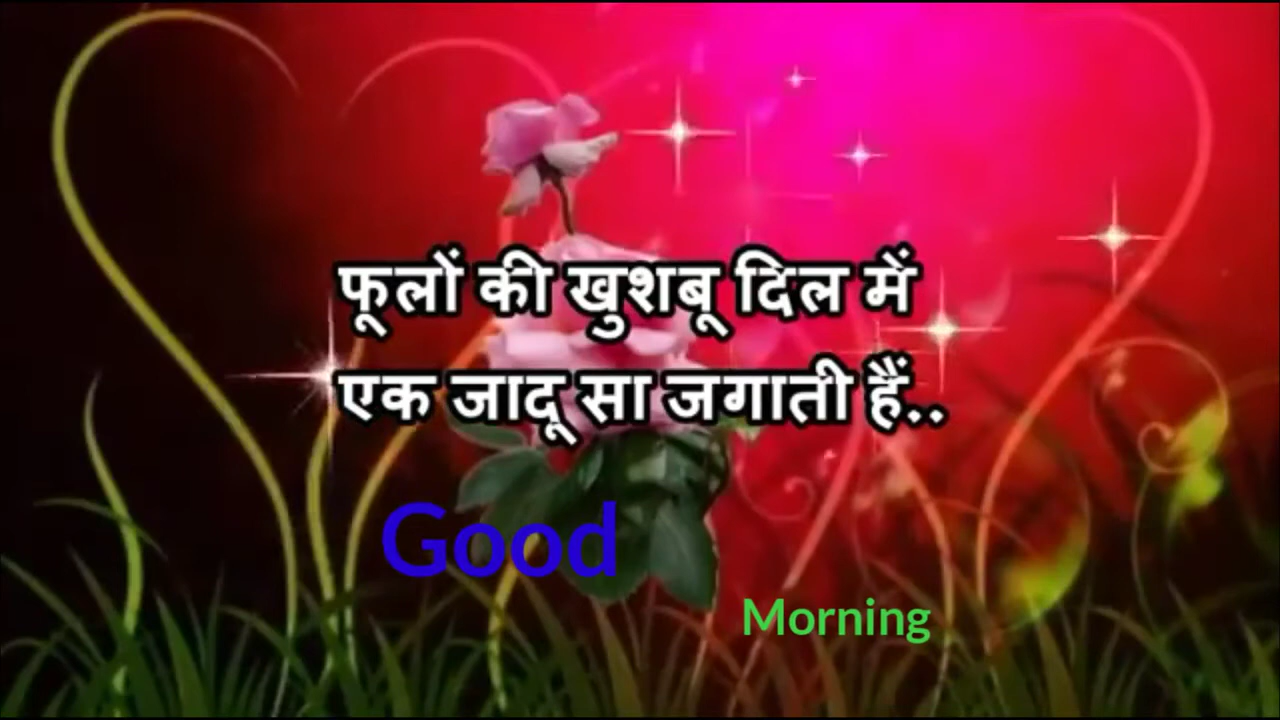 फूलों की खुशबू दिल में
एक जादू सा जगाती हैं..
Good
Morning